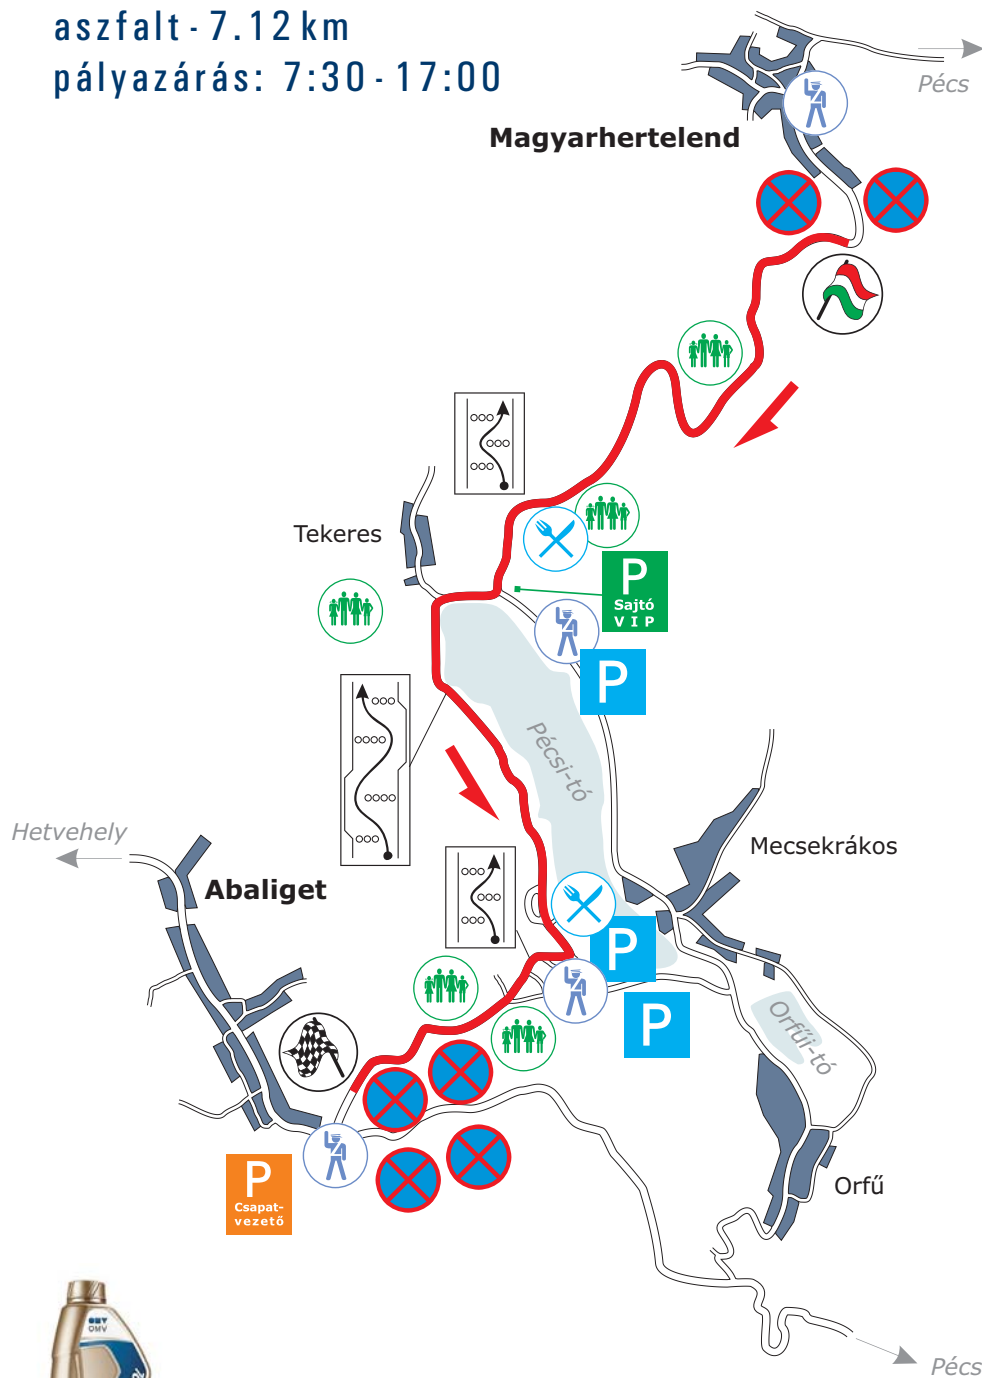 aszfalt - 7.12 km
pályazárás: 7:30 - 17:00
Pécs
Magyarhertelend
Tekeres
P
Sajtó
V I P
P
Pécsi-tó
Hetvehely
Mecsekrákos
Abaliget
P
P
Orfűi-tó
P
Csapat-
vezető
Orfű
OMV
Pécs